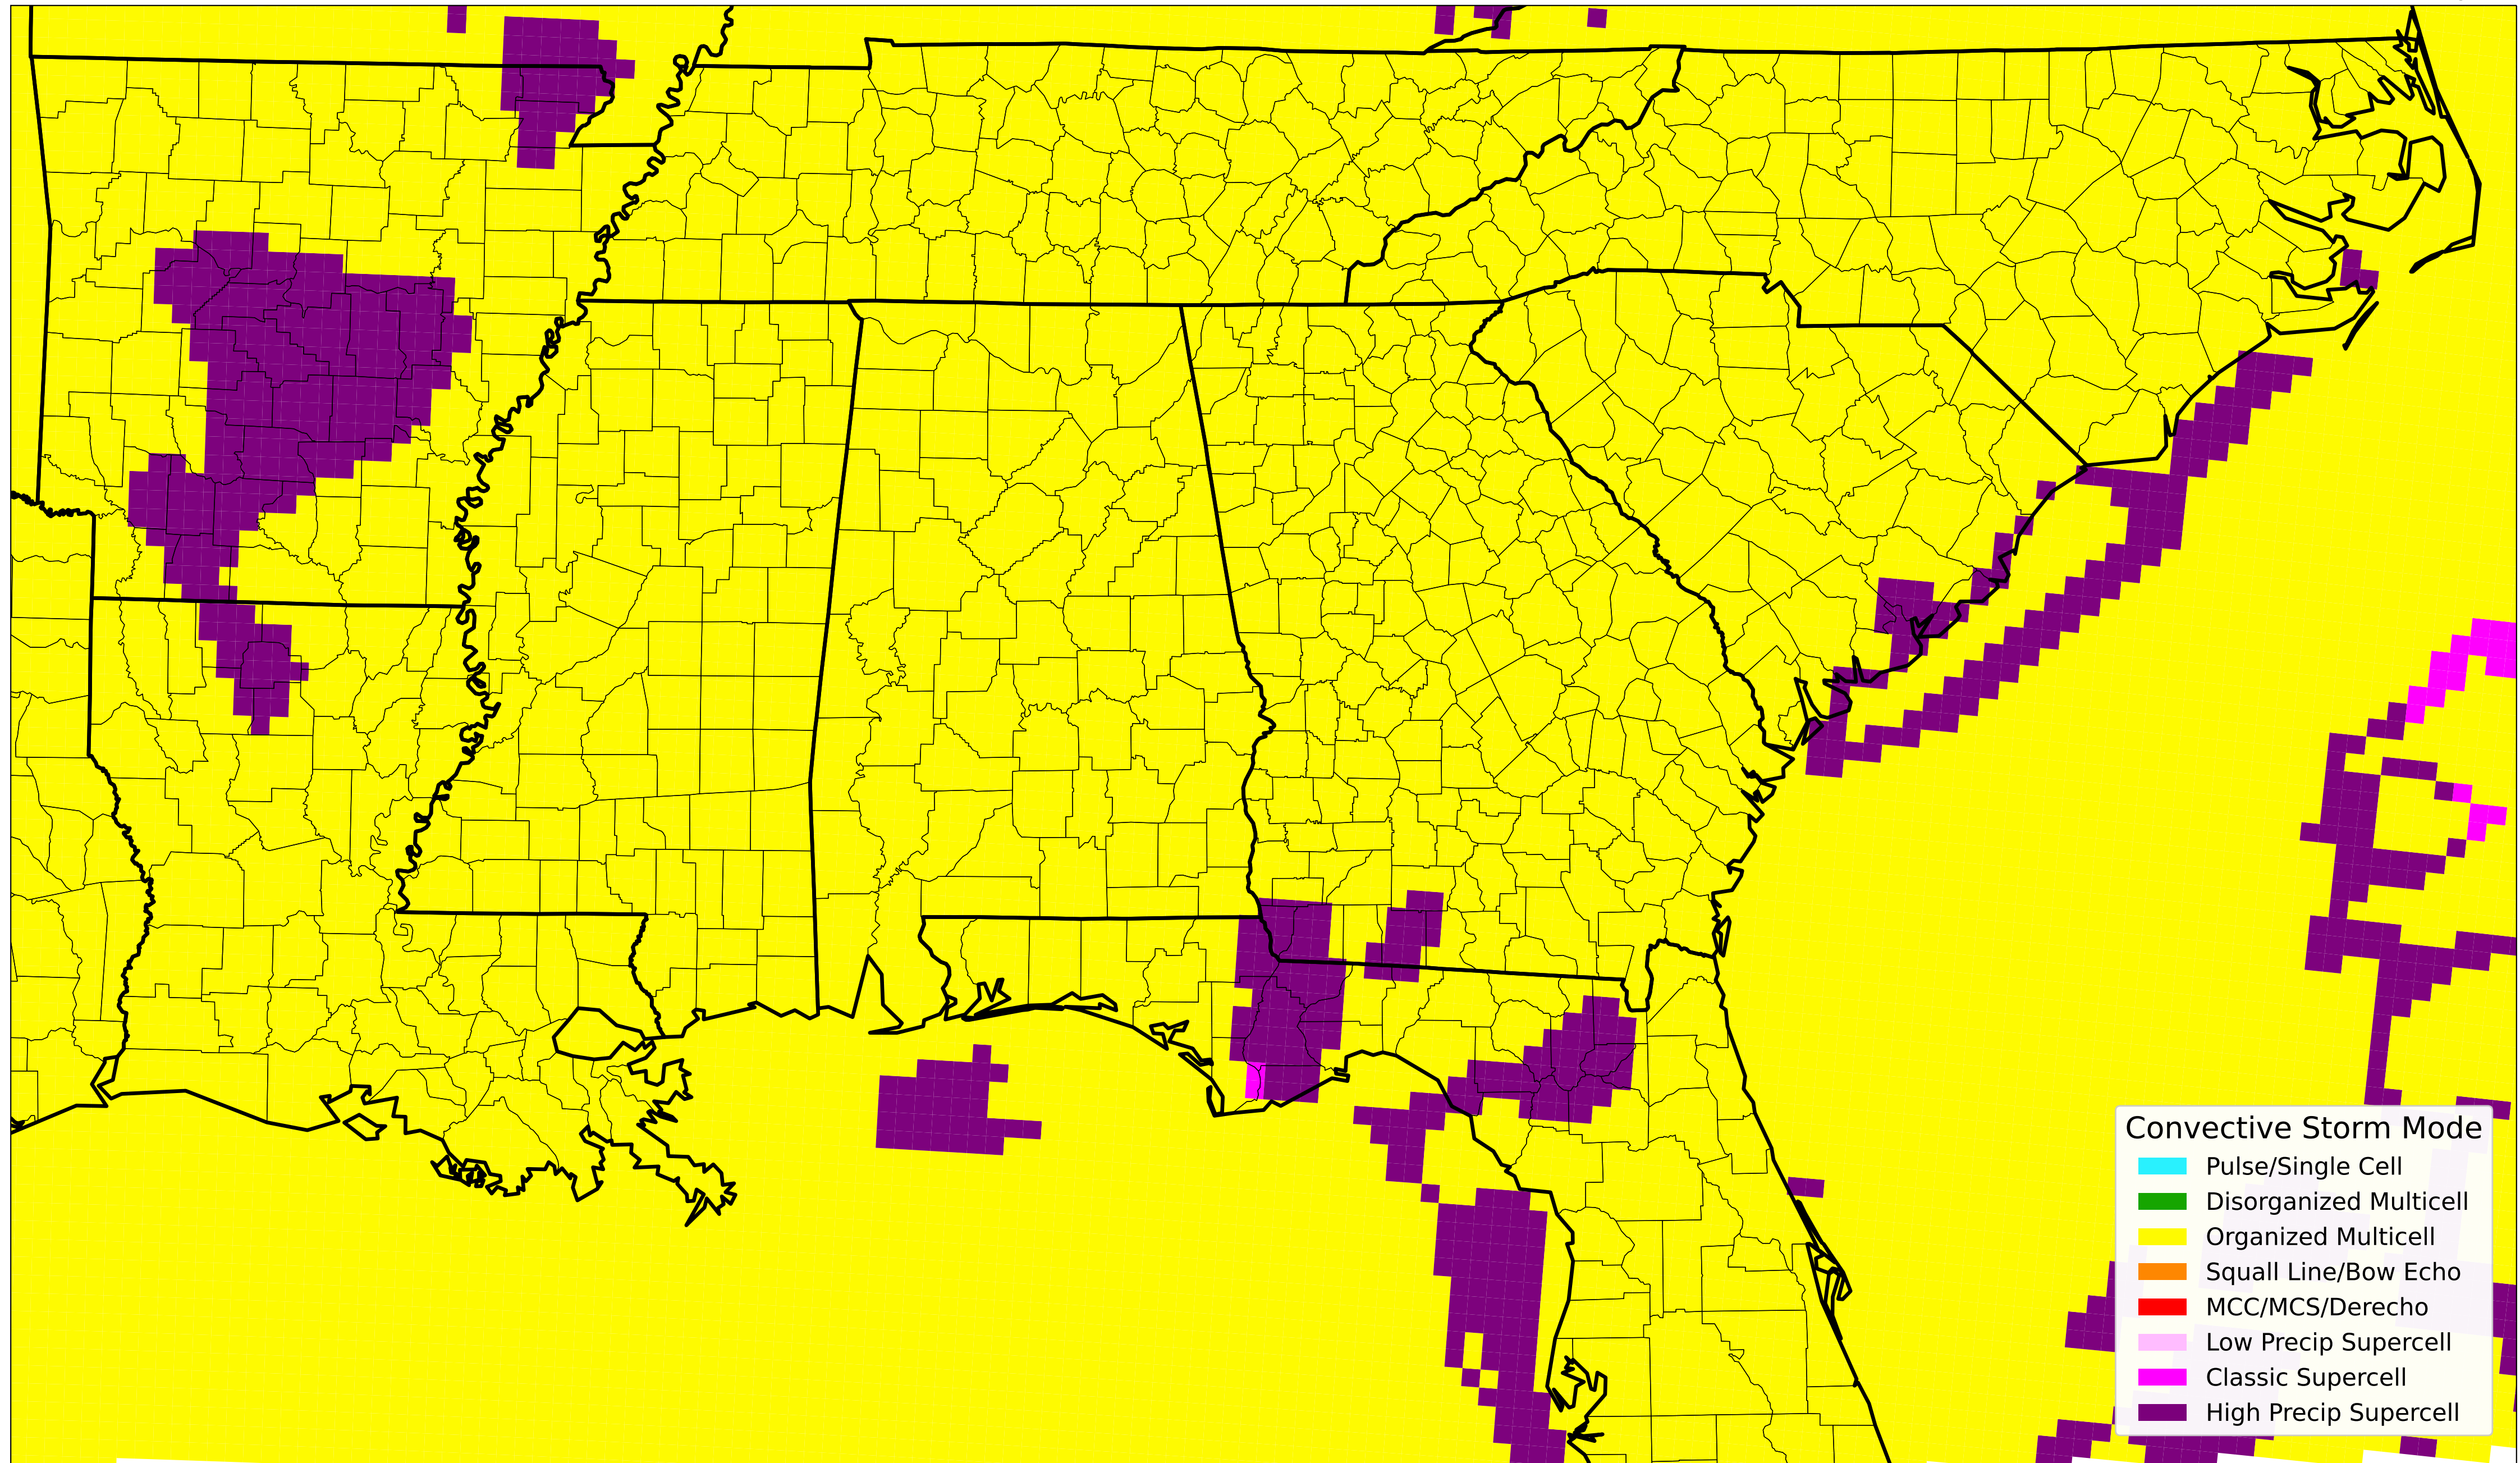 Convective Storm Mode
Pulse/Single Cell
Disorganized Multicell
Organized Multicell
Squall Line/Bow Echo
MCC/MCS/Derecho
Low Precip Supercell
Classic Supercell
High Precip Supercell